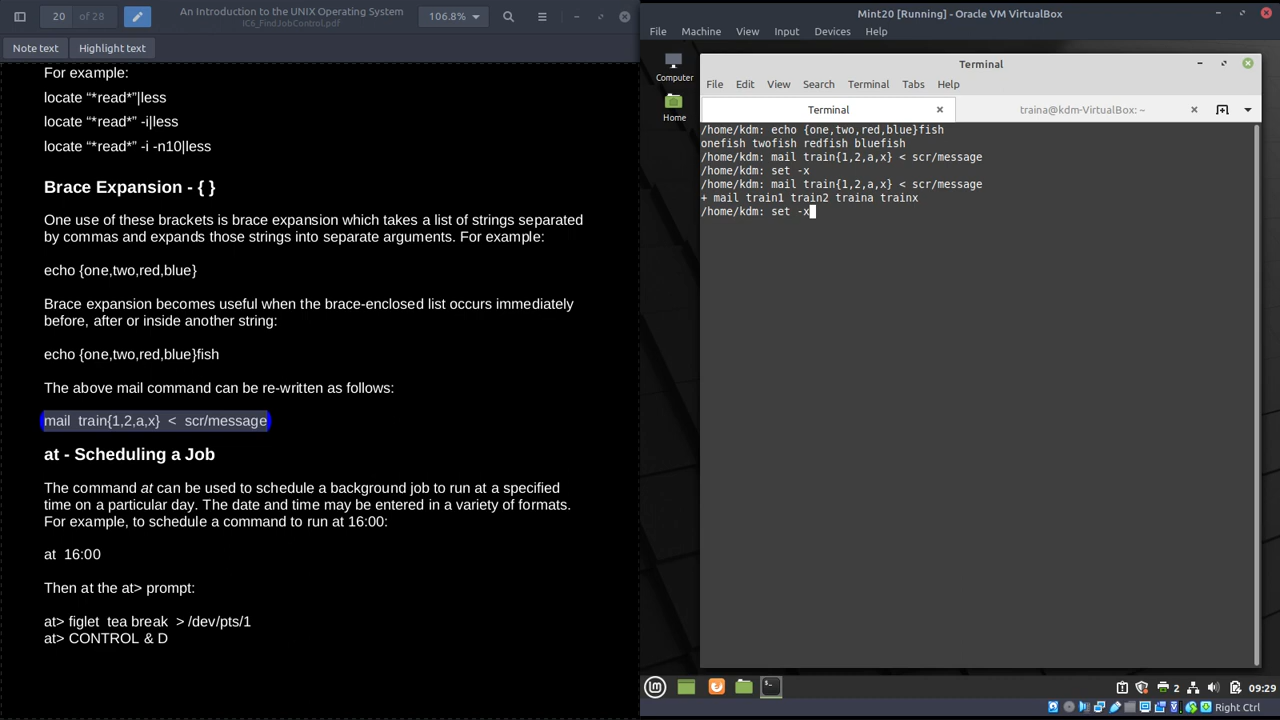 20 of 28
An Introduction to the UNIX Operating System
IC6_FindJobControl.pdf
106.8%
Note text Highlight text
For example:
locate “*read*”|less
locate “*read*” -i|less
locate “*read*” -i -n10|less
Brace Expansion - { }
One use of these brackets is brace expansion which takes a list of strings separated
by commas and expands those strings into separate arguments. For example:
echo {one,two,red,blue}
Brace expansion becomes useful when the brace-enclosed list occurs immediately
before, after or inside another string:
echo {one,two,red,blue}fish
The above mail command can be re-written as follows:
mail train{1,2,a,x} < scr/message
at - Scheduling a Job
The command at can be used to schedule a background job to run at a specified
time on a particular day. The date and time may be entered in a variety of formats.
For example, to schedule a command to run at 16:00:
at 16:00
Then at the at> prompt:
at> figlet tea break > /dev/pts/1
at> CONTROL & D
Mint20 [Running] - Oracle VM VirtualBox
File Machine View Input Devices Help
Computer
Home
Terminal
File Edit View Search Terminal Tabs Help
Terminal traina@kdm-VirtualBox: ~
/home/kdm: echo {one,two,red,blue}fish
onefish twofish redfish bluefish
/home/kdm: mail train{1,2,a,x} < scr/message
/home/kdm: set -x
/home/kdm: mail train{1,2,a,x} < scr/message
+ mail train1 train2 traina trainx
/home/kdm: set -x
2 09:29
Right Ctrl